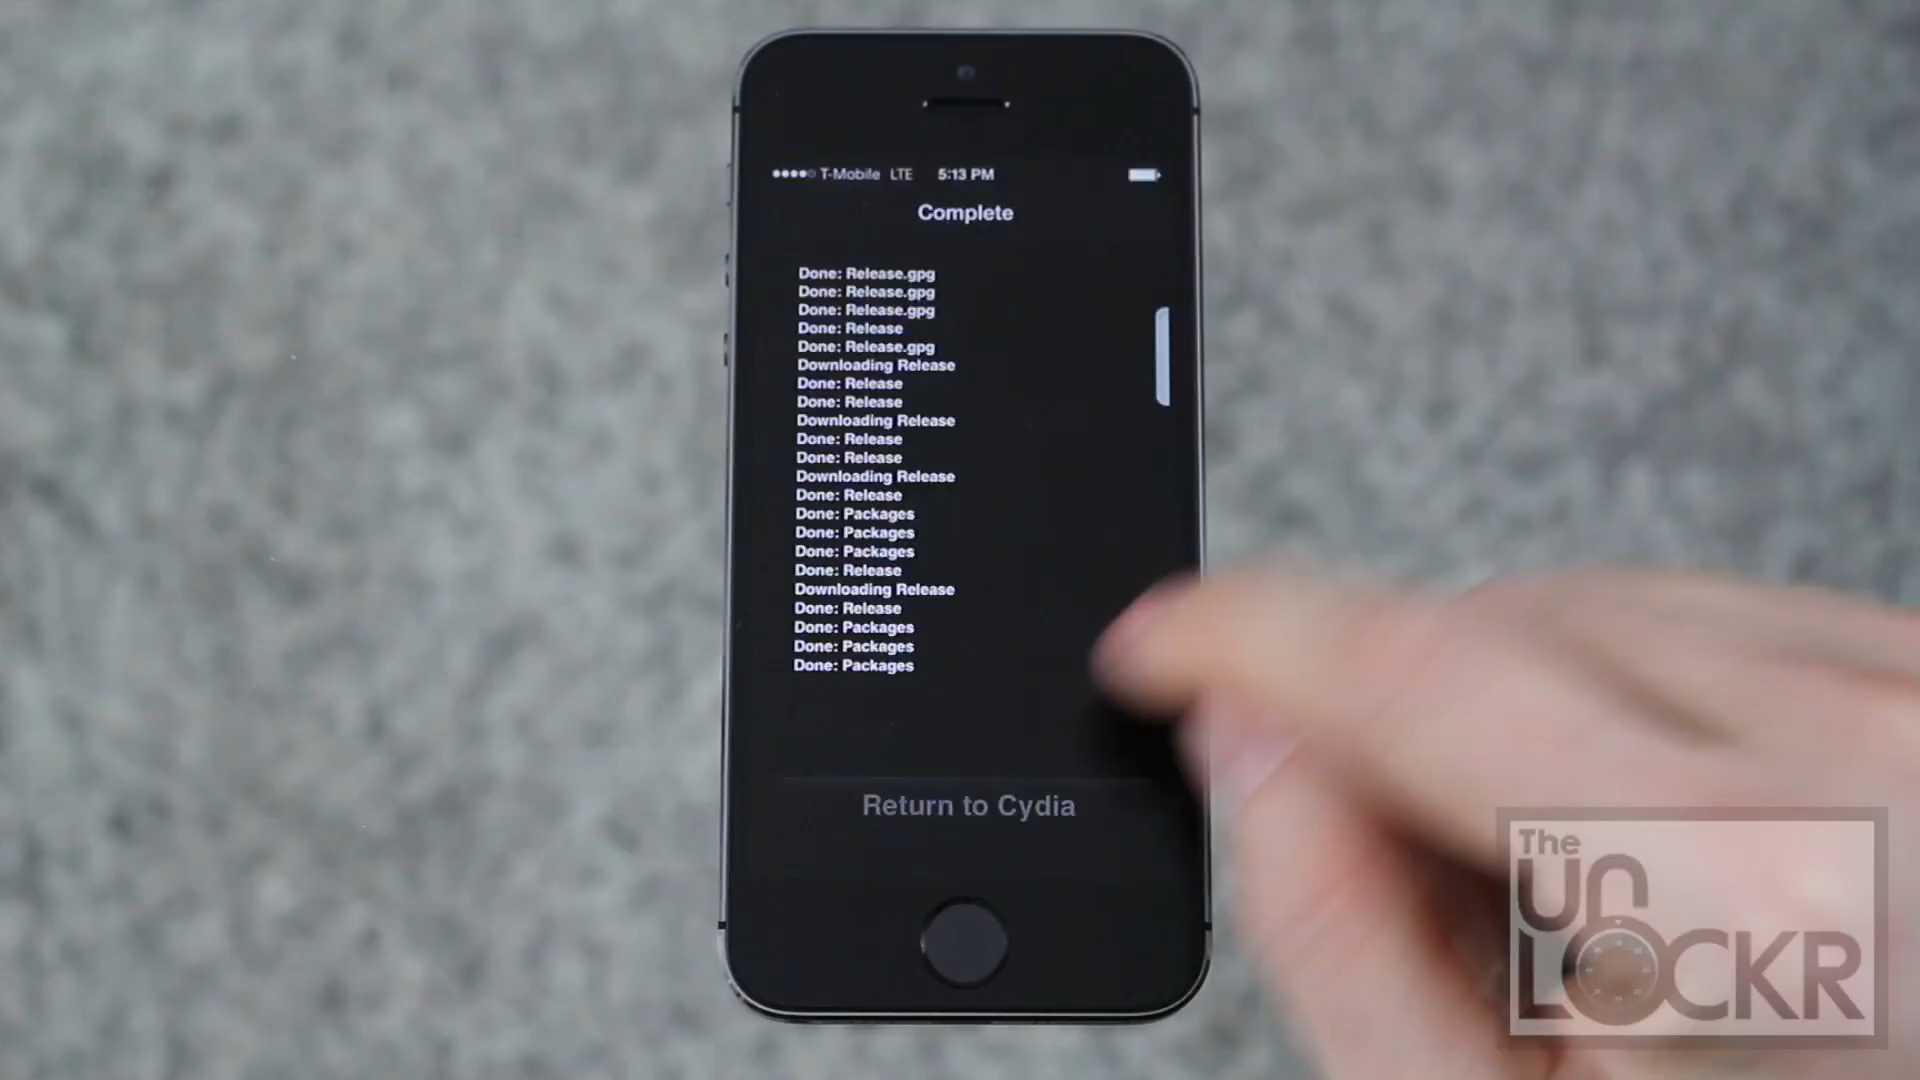 T-Mobile LTE 5:13 PM
Complete
Done: Release.gpg
Done: Release.gpg
Done: Release.gpg
Done: Release
Done: Release.gpg
Downloading Release
Done: Release
Done: Release
Downloading Release
Done: Release
Done: Release
Downloading Release
Done: Release
Done: Packages
Done: Packages
Done: Packages
Done: Release
Downloading Release
Done: Release
Done: Packages
Done: Packages
Done: Packages
Return to Cydia
The
UN
LOCKR